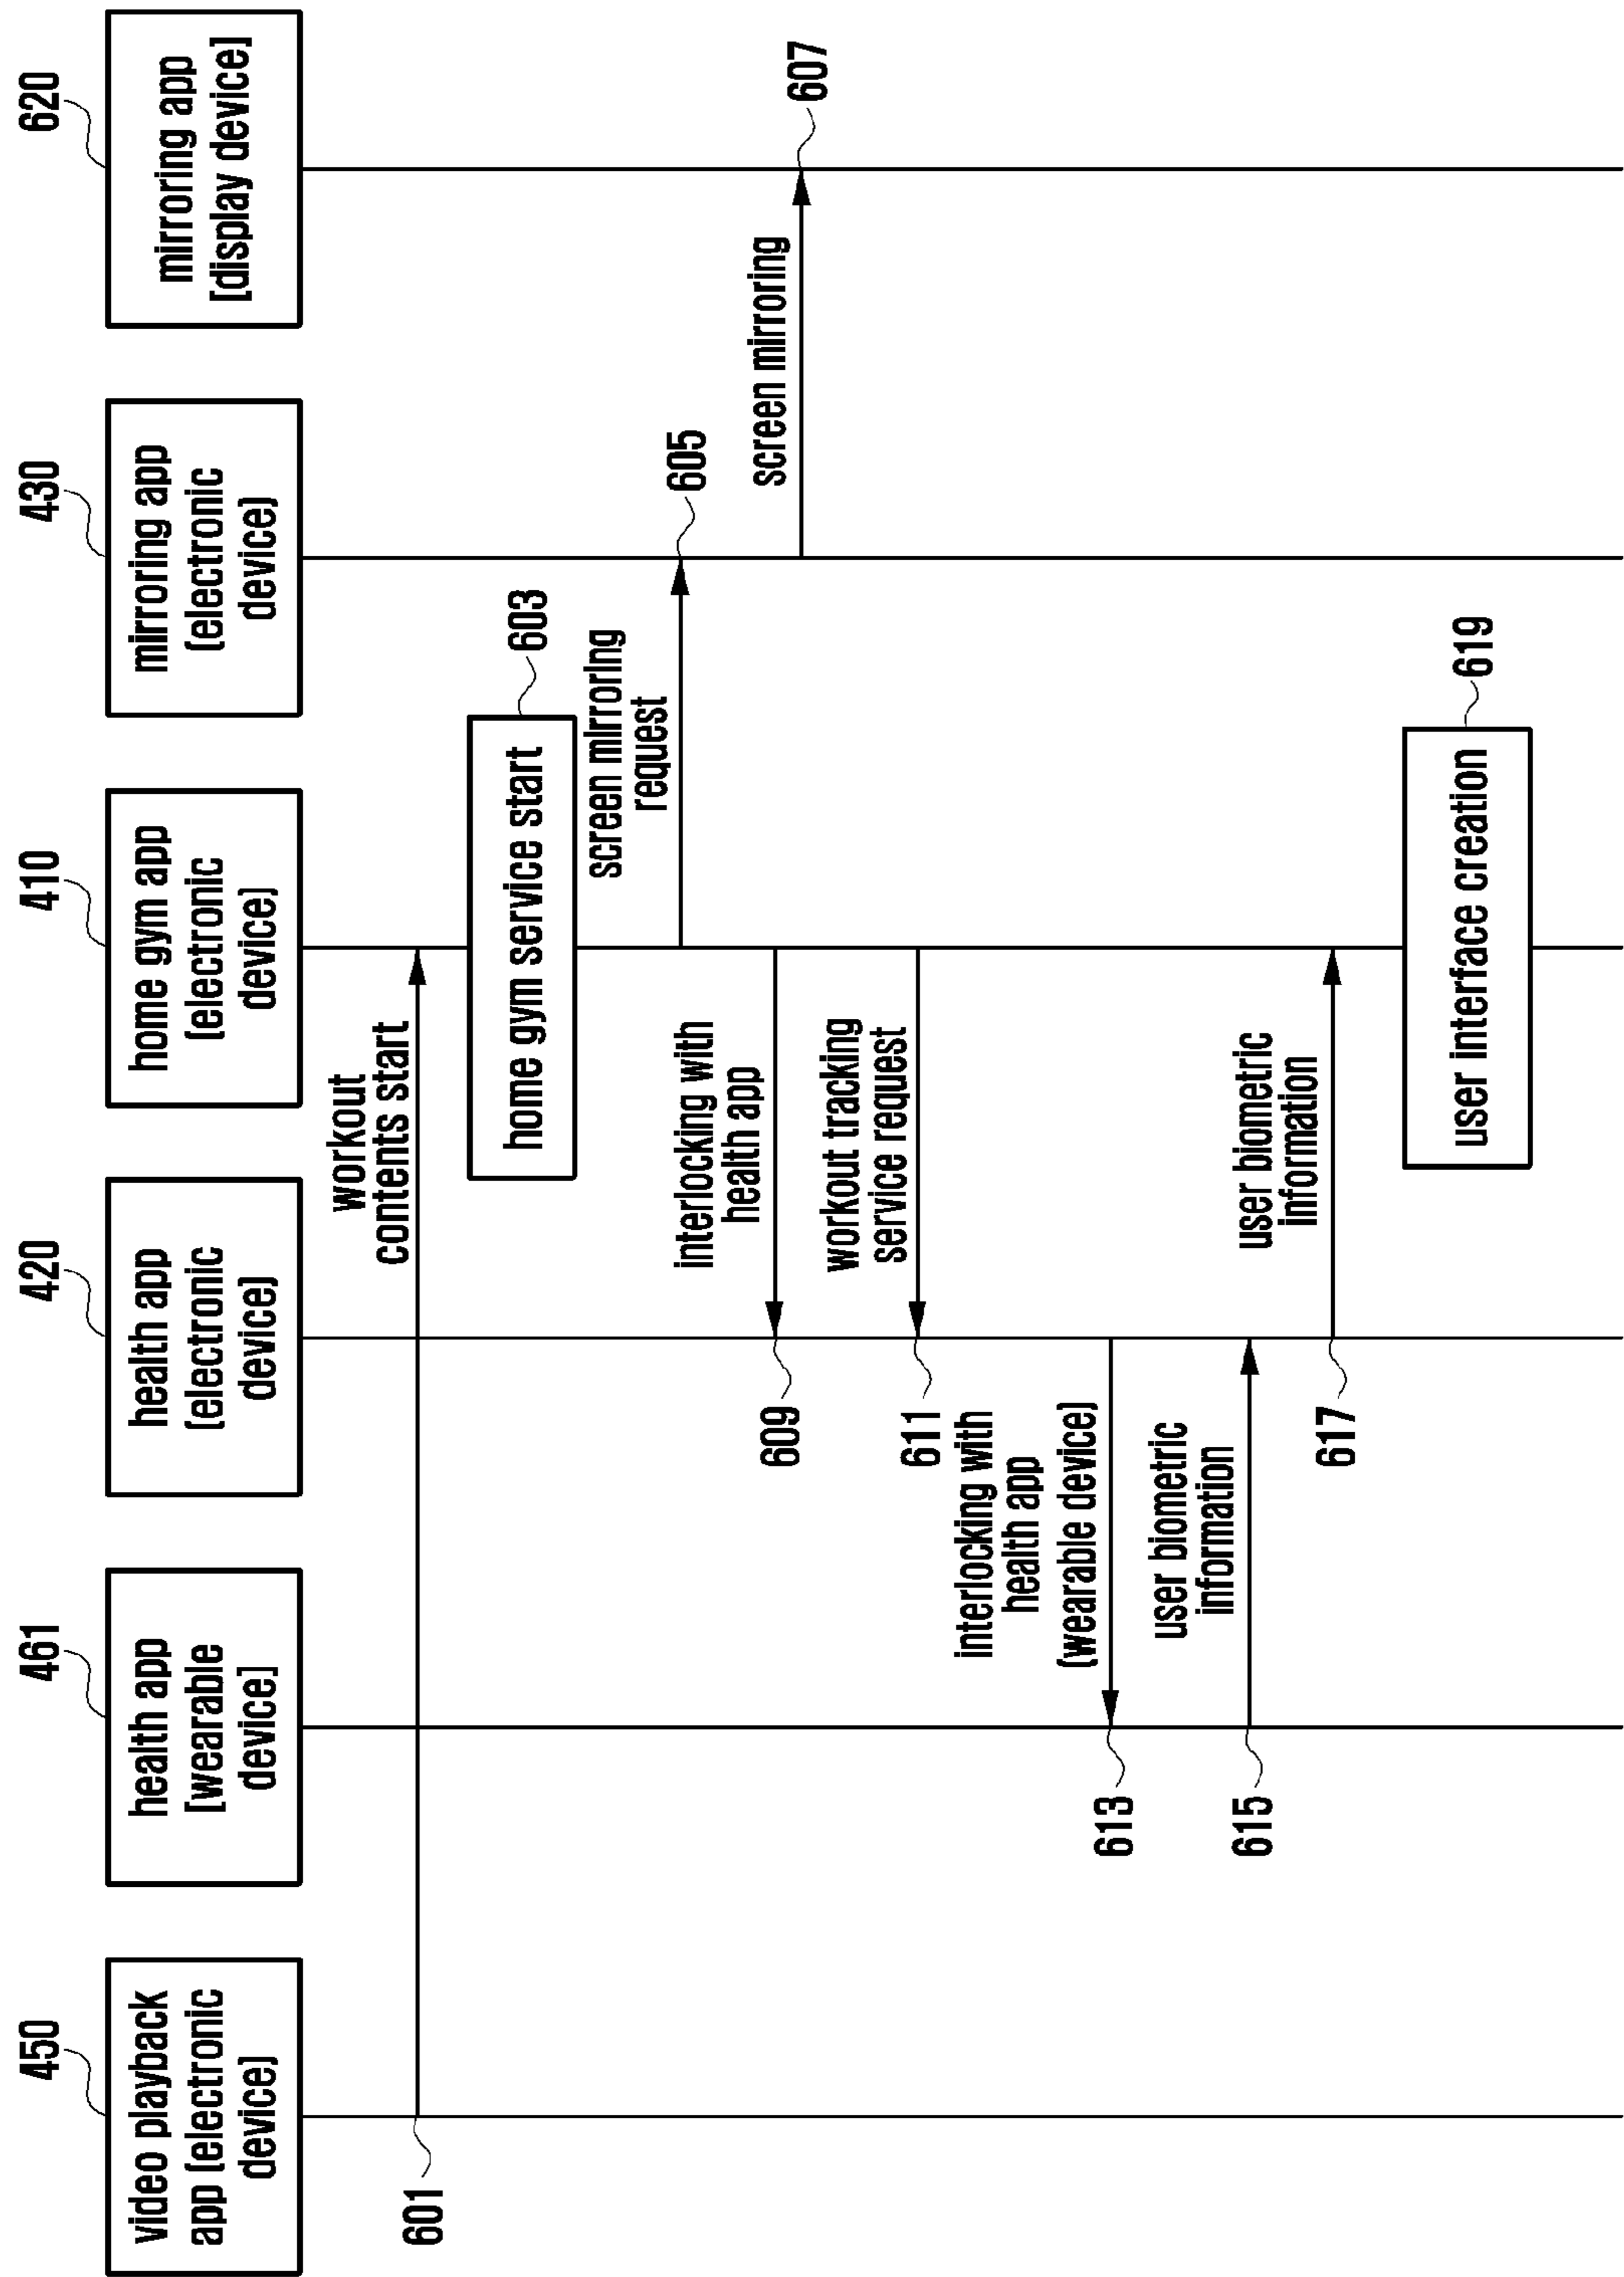 450
video playback
app (electronic
device)
461
health app
(wearable
device)
420
health app
(electronic
device)
410
home gym app
(electronic
device)
430
mirroring app
(electronic
device)
620
mirroring app
(display device)
601
workout
contents start
home gym service start
603
screen mirroring
request
605
screen mirroring
607
interlocking with
health app
609
workout tracking
service request
611
interlocking with
health app
(wearable device)
613
user biometric
information
615
user biometric
information
617
user interface creation
619